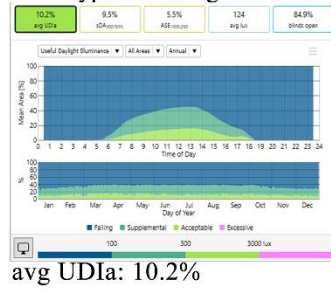 10.2% 9.5% 5.5% 124 84.9%
avg UDIa sDA300/50% ASE1000,250 avg lux blinds open
Useful Daylight Illuminance ▼ All Areas ▼ Annual ▼
Mean Area [%]
100
80
60
40
20
0
0 1 2 3 4 5 6 7 8 9 10 11 12 13 14 15 16 17 18 19 20 21 22 23 24
Time of Day
%
100
80
60
40
20
0
Jan Feb Mar Apr May Jun Jul Aug Sep Oct Nov Dec
Day of Year
Failing Supplemental Acceptable Excessive
100 300 3000 lux
avg UDIa: 10.2%